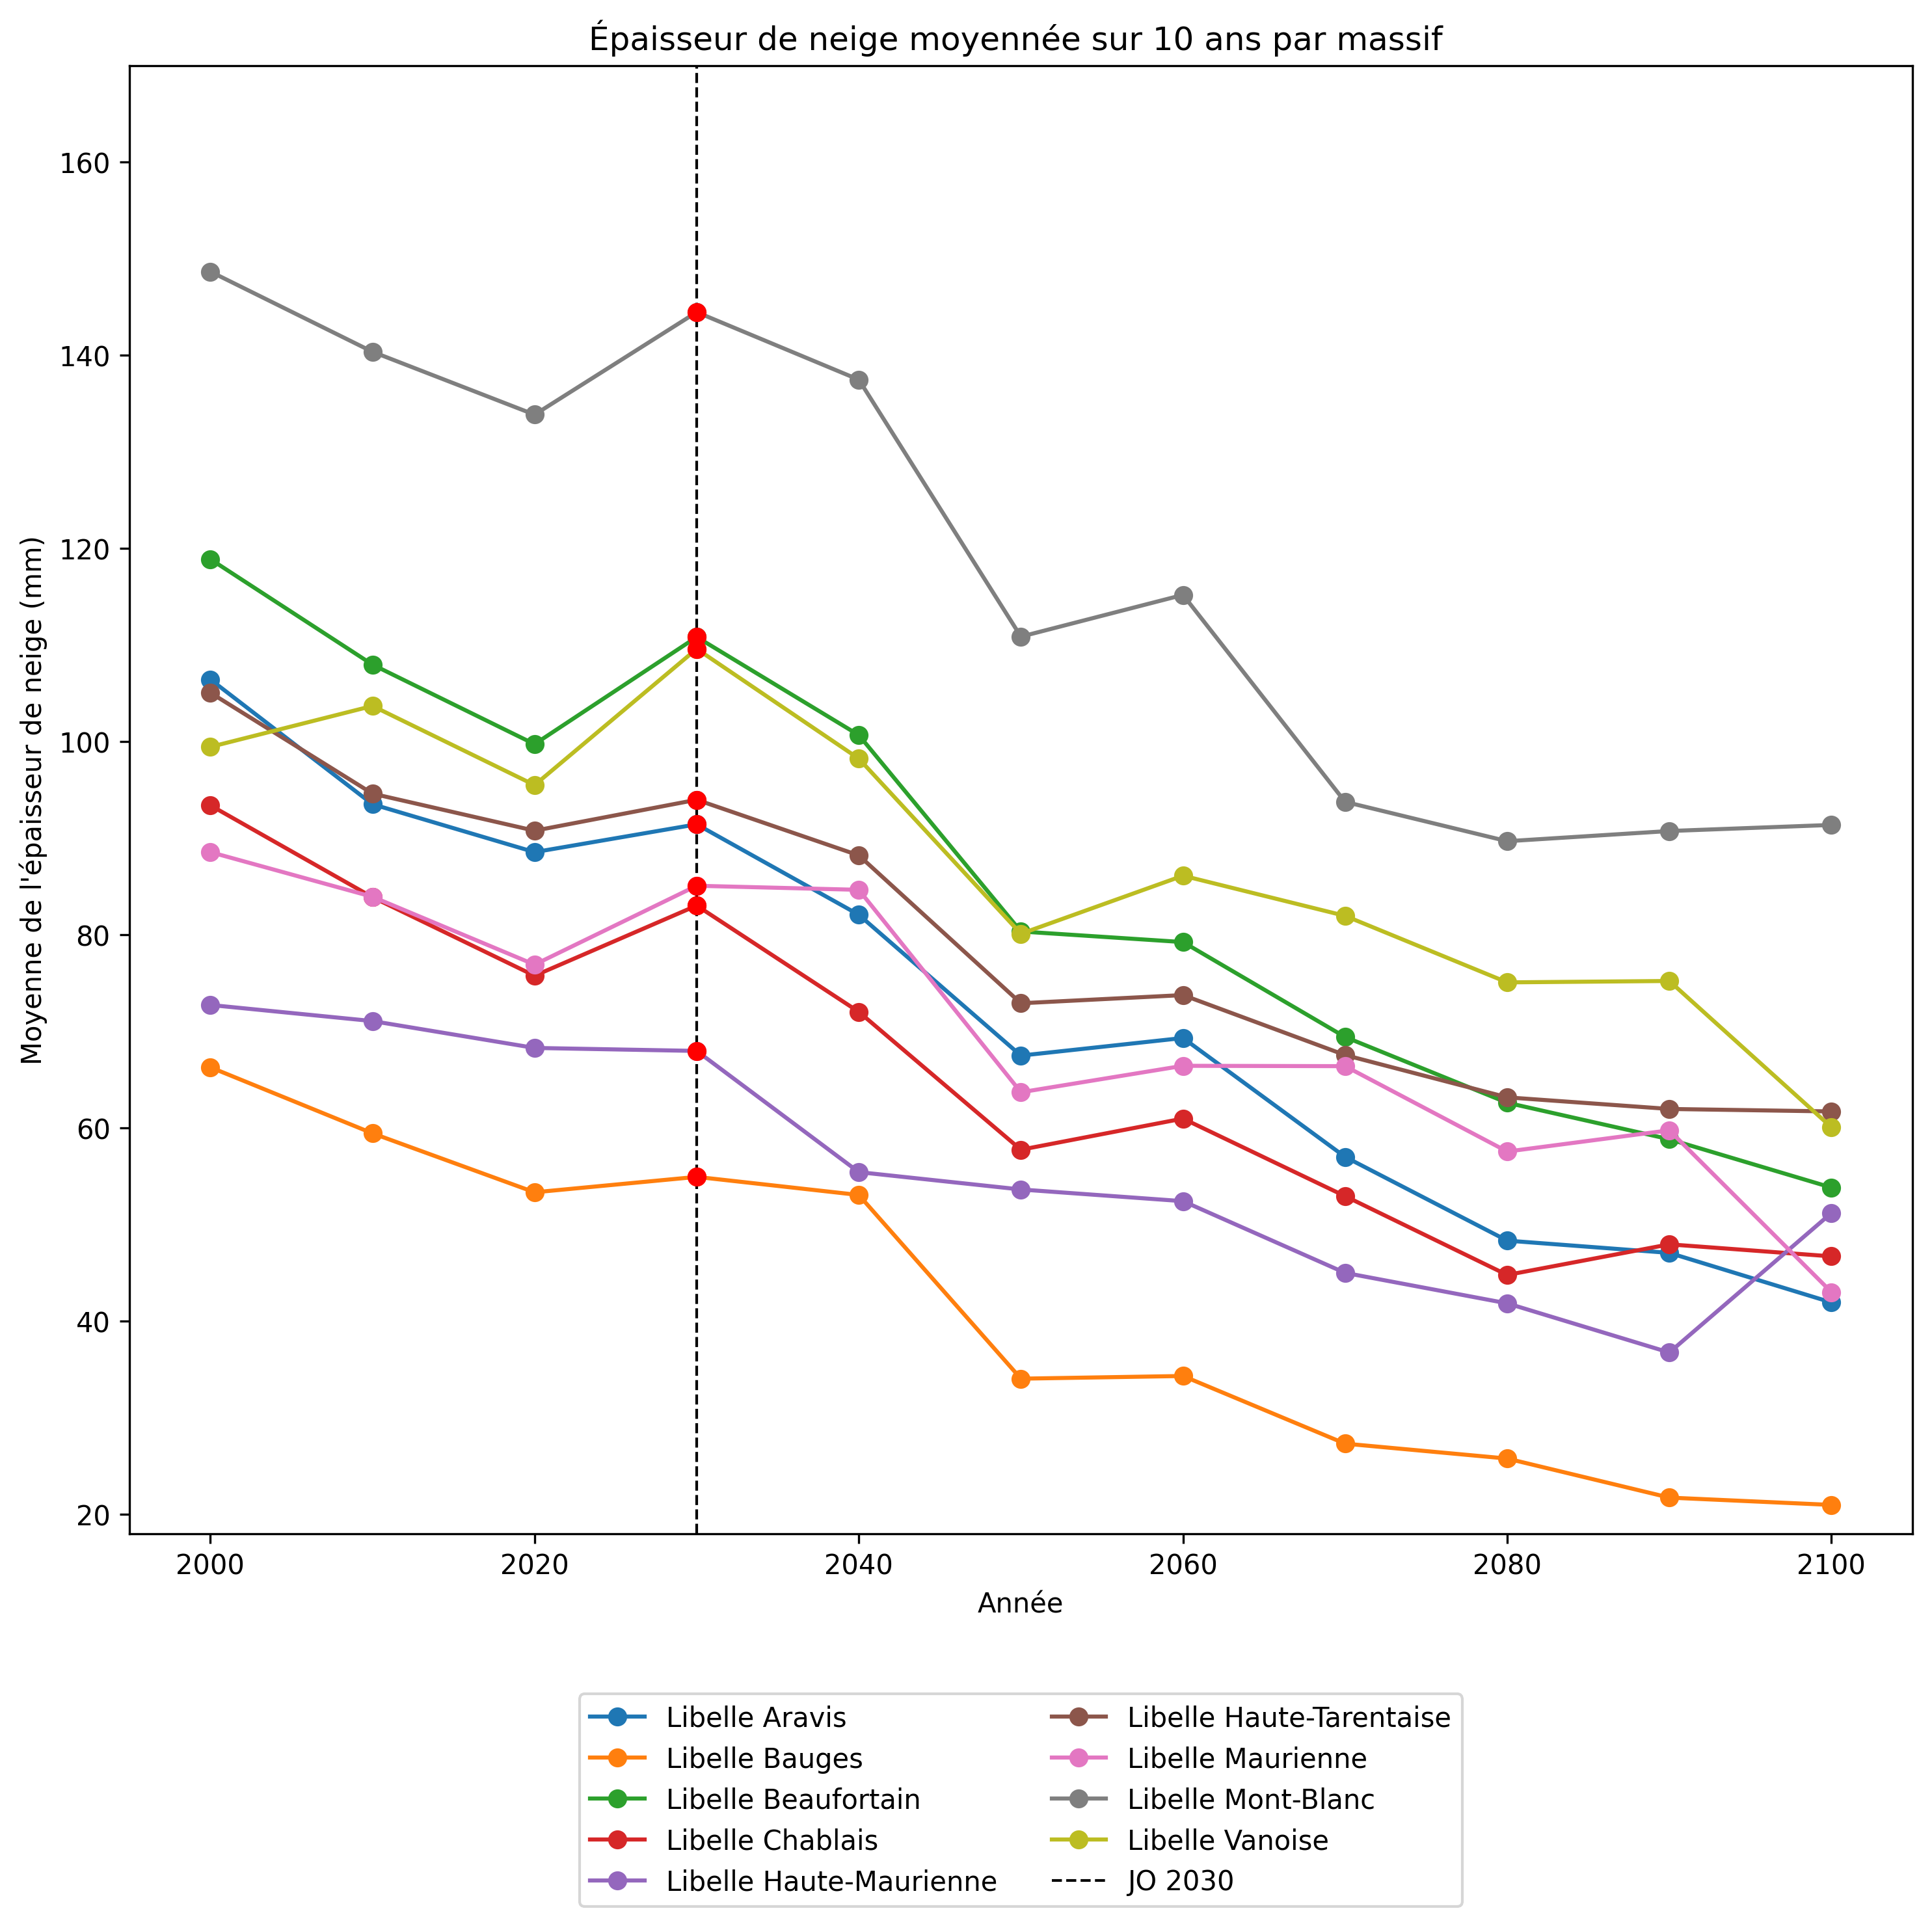 Épaisseur de neige moyennée sur 10 ans par massif
Moyenne de l'épaisseur de neige (mm)
160
140
120
100
80
60
40
20
2000 2020 2040 2060 2080 2100
Année
Libelle Aravis
Libelle Bauges
Libelle Beaufortain
Libelle Chablais
Libelle Haute-Maurienne
Libelle Haute-Tarentaise
Libelle Maurienne
Libelle Mont-Blanc
Libelle Vanoise
JO 2030